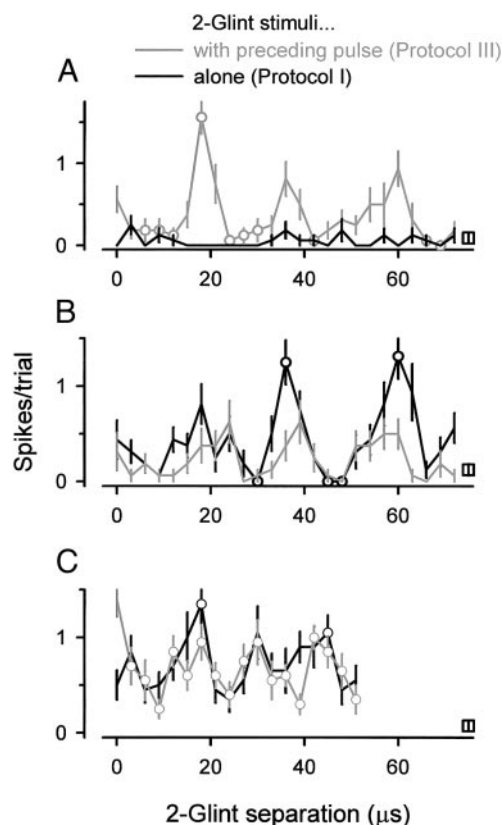 2-Glint stimuli...
with preceding pulse (Protocol III)
alone (Protocol I)
A
1
0
0 20 40 60
B
Spikes/trial
1
0
0 20 40 60
C
1
0
0 20 40 60
2-Glint separation (μs)